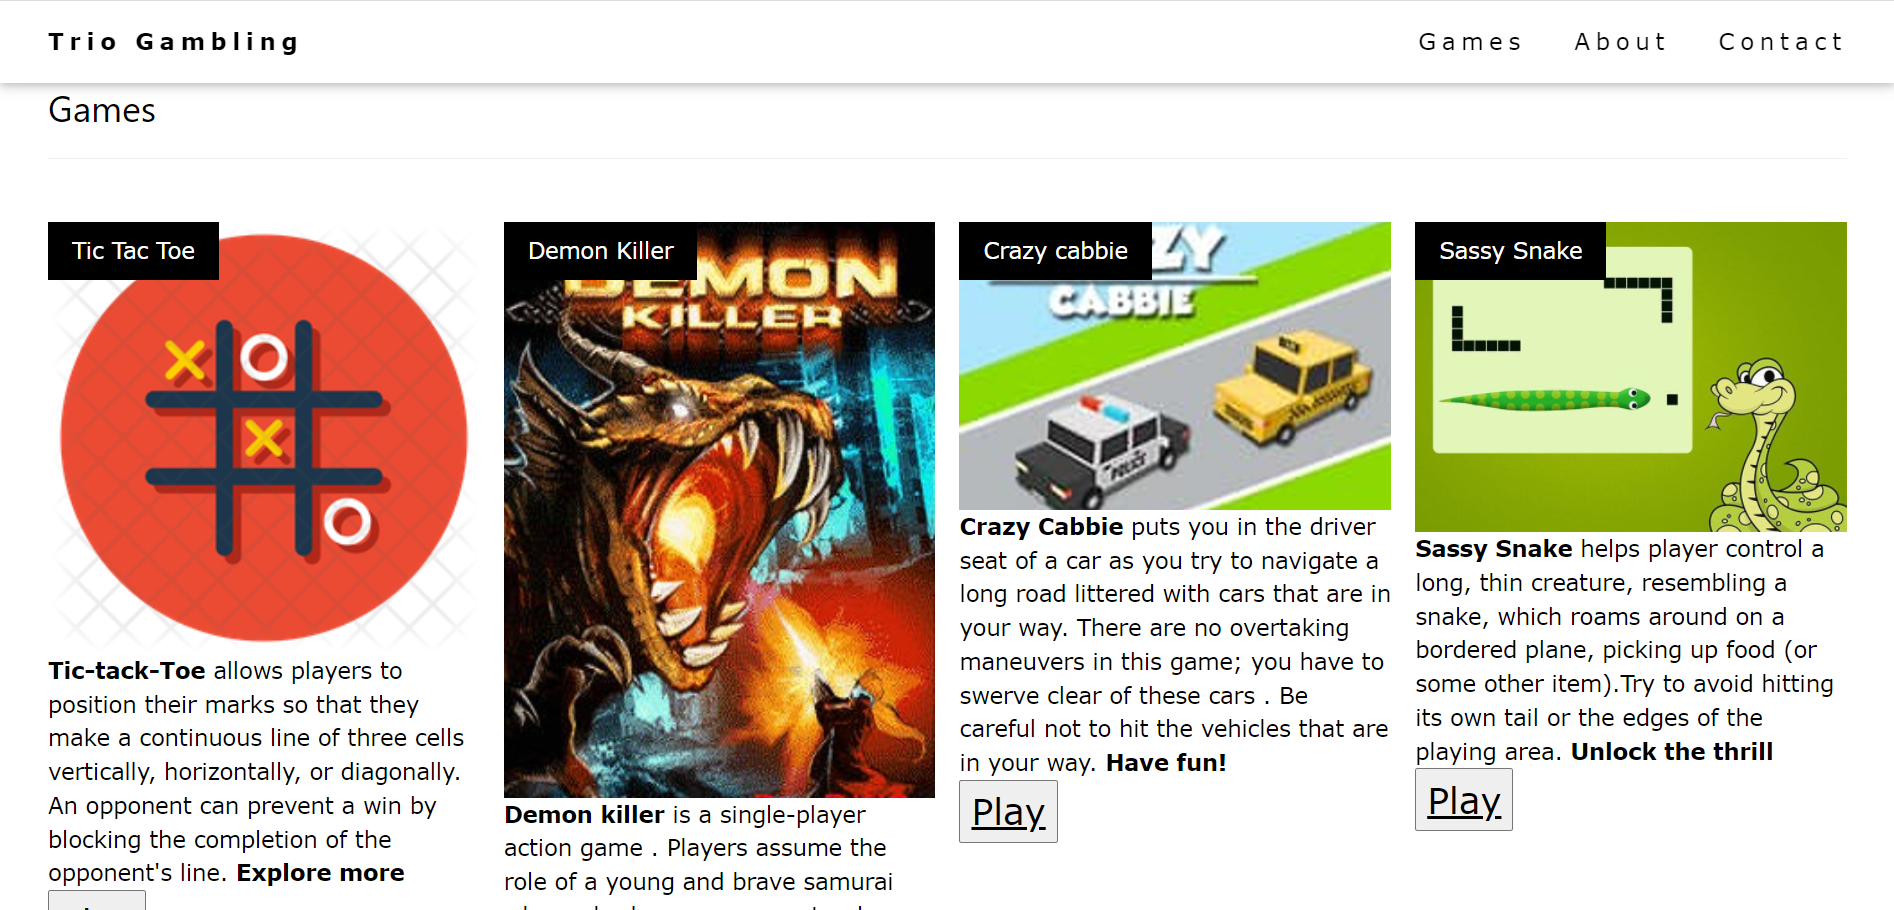 Trio Gambling
Games
About
Contact
Games
Tic Tac Toe
Tic-tack-Toe allows players to
position their marks so that they
make a continuous line of three cells
vertically, horizontally, or diagonally.
An opponent can prevent a win by
blocking the completion of the
opponent's line. Explore more
Demon Killer
DEMON
KILLER
Demon killer is a single-player
action game . Players assume the
role of a young and brave samurai
Crazy cabbie
CABBIE
TAXI
POLICE
Crazy Cabbie puts you in the driver
seat of a car as you try to navigate a
long road littered with cars that are in
your way. There are no overtaking
maneuvers in this game; you have to
swerve clear of these cars . Be
careful not to hit the vehicles that are
in your way. Have fun!
Play
Sassy Snake
Sassy Snake helps player control a
long, thin creature, resembling a
snake, which roams around on a
bordered plane, picking up food (or
some other item).Try to avoid hitting
its own tail or the edges of the
playing area. Unlock the thrill
Play